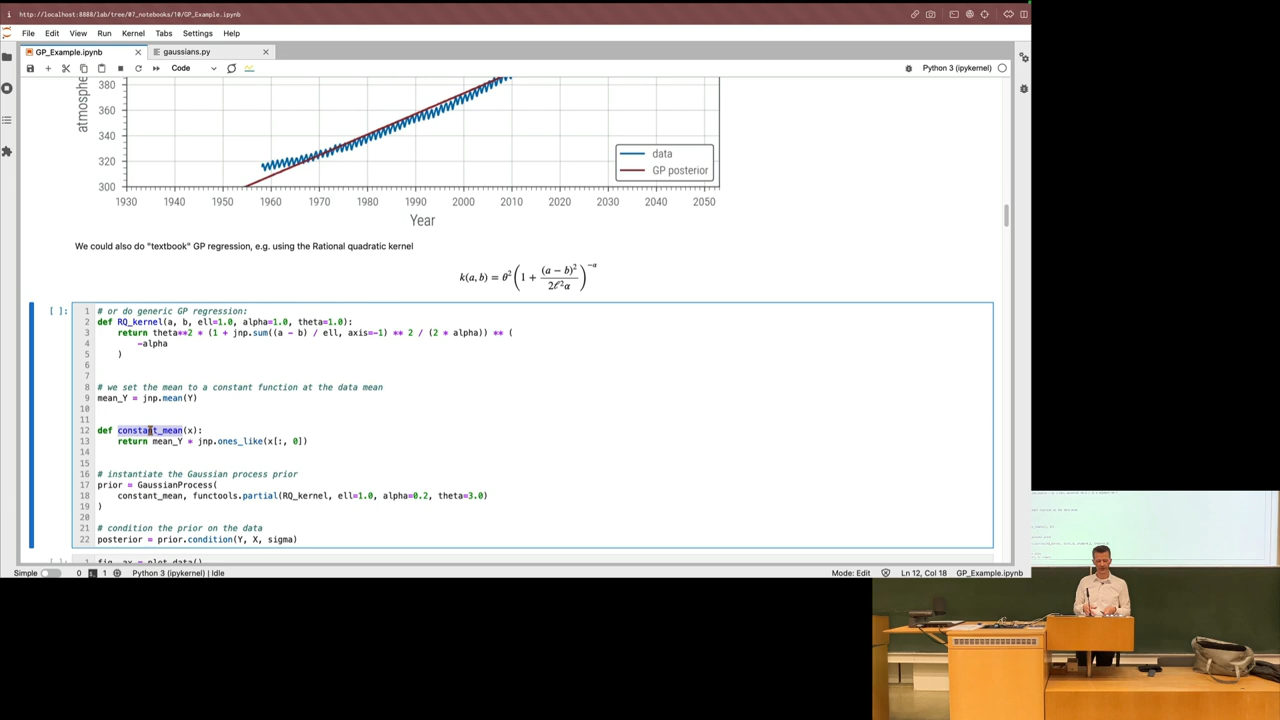 http://localhost:8888/lab/tree/07_notebooks/10/GP_Example.ipynb
File Edit View Run Kernel Tabs Settings Help
GP_Example.ipynb
gaussians.py
Code
Python 3 (ipykernel)
atmosphe
380
360
340
320
300
data
GP posterior
1930 1940 1950 1960 1970 1980 1990 2000 2010 2020 2030 2040 2050
Year
We could also do "textbook" GP regression, e.g. using the Rational quadratic kernel
k(a, b) = θ² (1 + (a − b)² / 2ℓ²α)^−α
[ ]:
1 # or do generic GP regression:
2 def RQ_kernel(a, b, ell=1.0, alpha=1.0, theta=1.0):
3     return theta**2 * (1 + jnp.sum((a - b) / ell, axis=-1) ** 2 / (2 * alpha)) ** (
4         -alpha
5     )
6
7
8 # we set the mean to a constant function at the data mean
9 mean_Y = jnp.mean(Y)
10
11
12 def constant_mean(x):
13     return mean_Y * jnp.ones_like(x[:, 0])
14
15
16 # instantiate the Gaussian process prior
17 prior = GaussianProcess(
18     constant_mean, functools.partial(RQ_kernel, ell=1.0, alpha=0.2, theta=3.0)
19 )
20
21 # condition the prior on the data
22 posterior = prior.condition(Y, X, sigma)
[ ]:
1 fig, ax = plot_data()
Simple 0 1 Python 3 (ipykernel) | Idle
Mode: Edit Ln 12, Col 18 GP_Example.ipynb